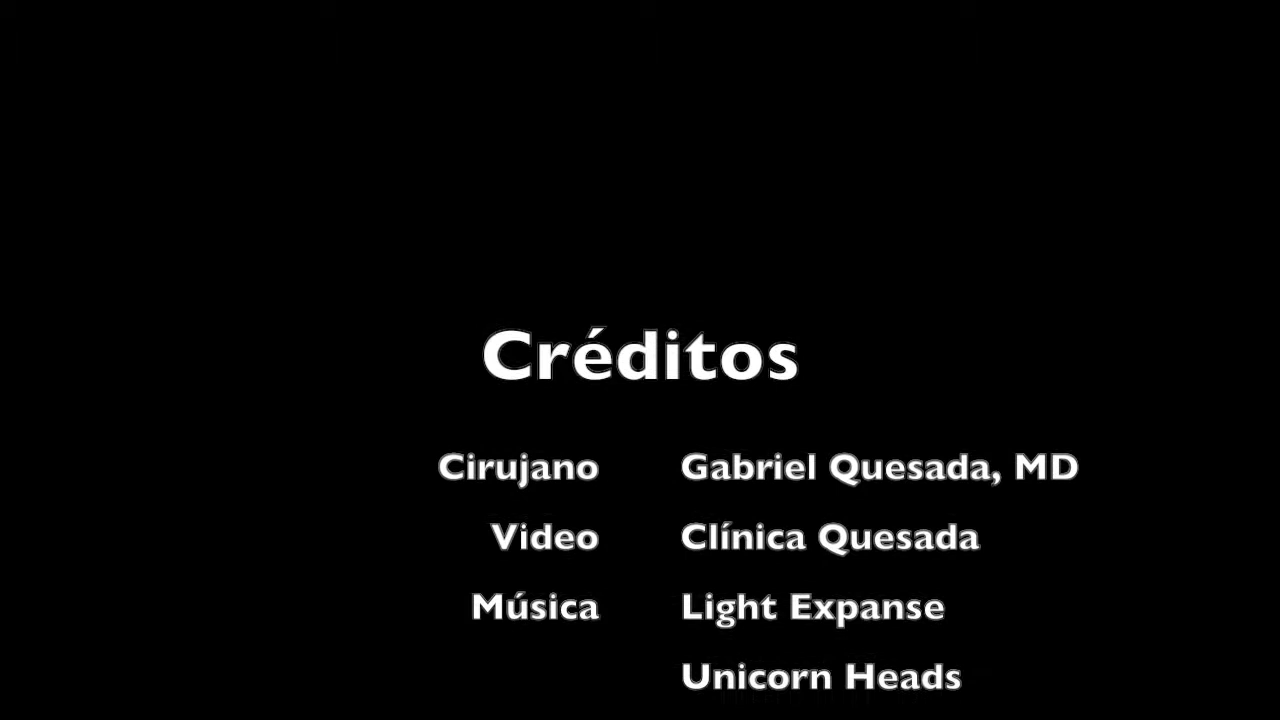 Créditos
Cirujano Gabriel Quesada, MD
Video Clínica Quesada
Música Light Expanse
Unicorn Heads